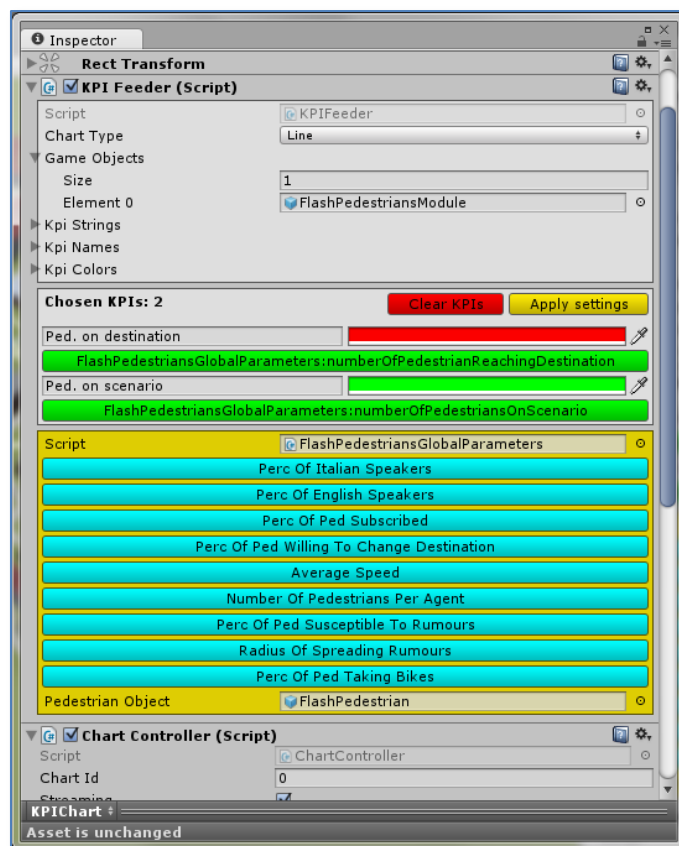 Inspector
Rect Transform
KPI Feeder (Script)
Script KPIFeeder
Chart Type Line
Game Objects
Size 1
Element 0 FlashPedestriansModule
Kpi Strings
Kpi Names
Kpi Colors
Chosen KPIs: 2 Clear KPIs Apply settings
Ped. on destination
FlashPedestriansGlobalParameters:numberOfPedestrianReachingDestination
Ped. on scenario
FlashPedestriansGlobalParameters:numberOfPedestriansOnScenario
Script FlashPedestriansGlobalParameters
Perc Of Italian Speakers
Perc Of English Speakers
Perc Of Ped Subscribed
Perc Of Ped Willing To Change Destination
Average Speed
Number Of Pedestrians Per Agent
Perc Of Ped Susceptible To Rumours
Radius Of Spreading Rumours
Perc Of Ped Taking Bikes
Pedestrian Object FlashPedestrian
Chart Controller (Script)
Script ChartController
Chart Id 0
Streaming
KPIChart
Asset is unchanged